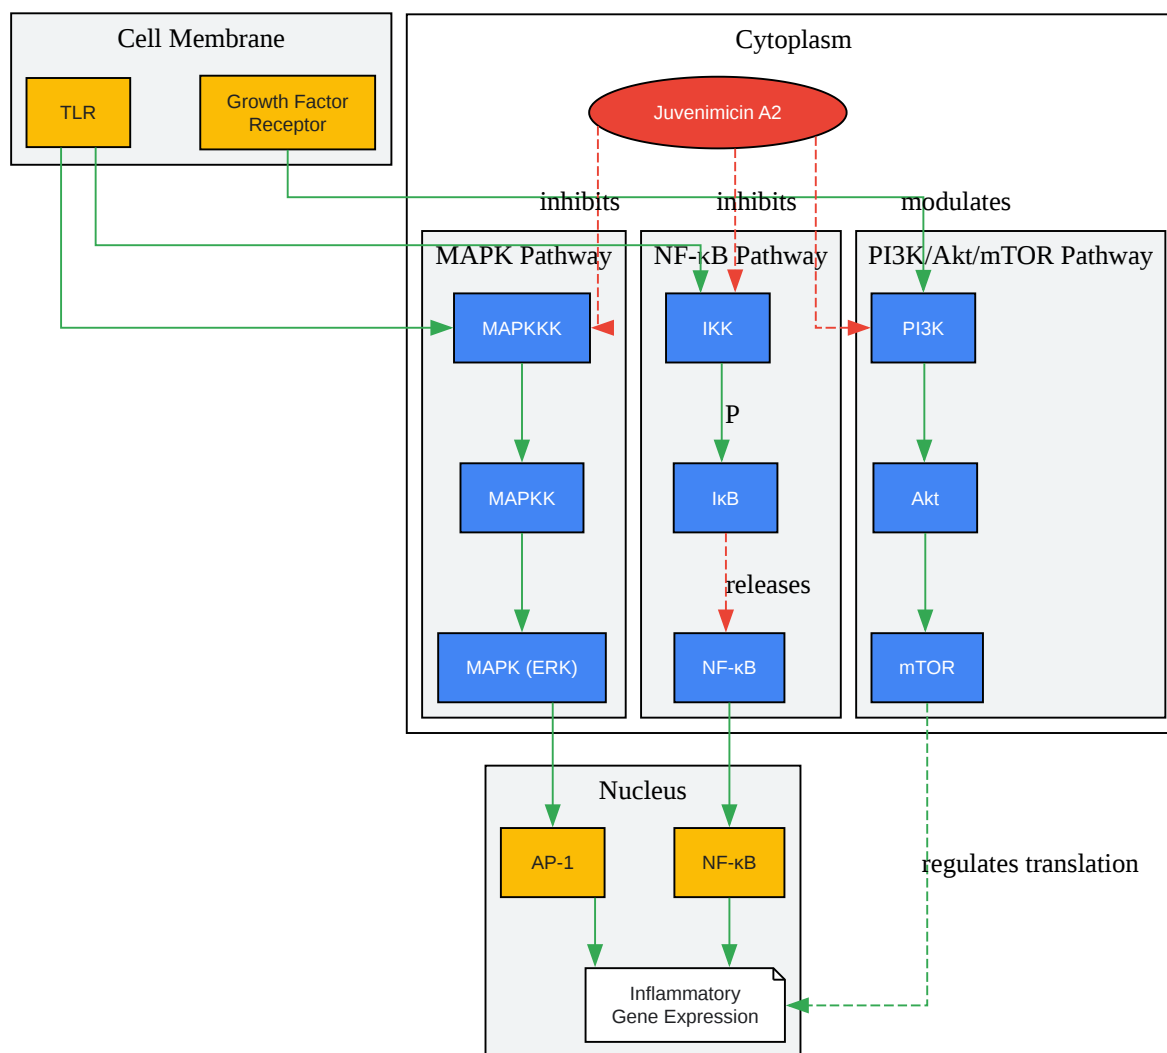 Cell Membrane
Cytoplasm
TLR
Growth Factor
Receptor
Juvenimicin A2
inhibits
inhibits
modulates
MAPK Pathway
NF-κB Pathway
PI3K/Akt/mTOR Pathway
MAPKKK
IKK
PI3K
P
MAPKK
IκB
Akt
releases
MAPK (ERK)
NF-κB
mTOR
Nucleus
AP-1
NF-κB
regulates translation
Inflammatory
Gene Expression